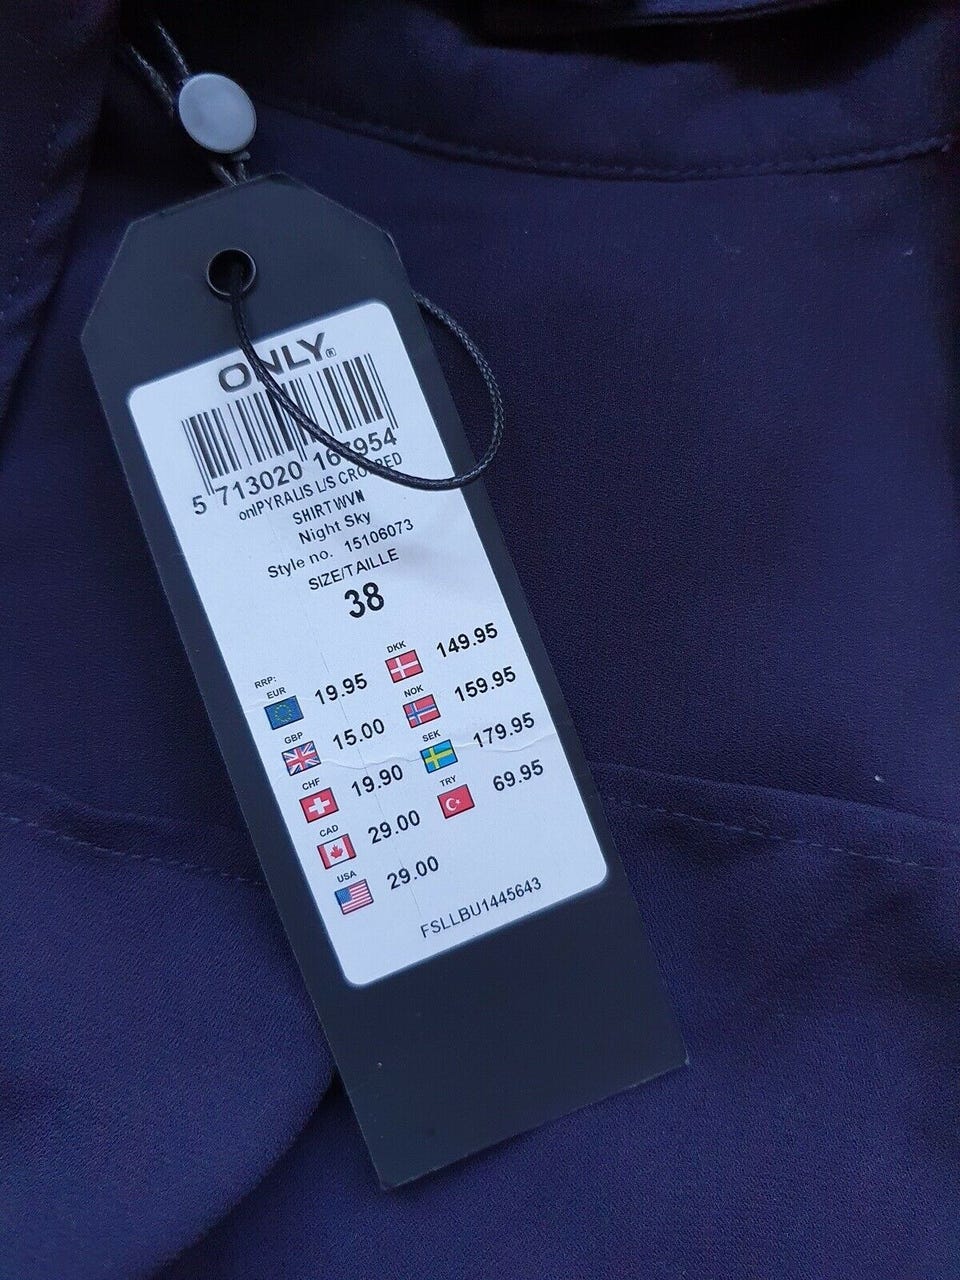 ONLY®
5 713020 167954
onlPYRALIS L/S CROPPED
SHIRT WVN
Night Sky
Style no. 15106073
SIZE/TAILLE
38
RRP:
EUR 19.95 DKK 149.95
GBP 15.00 NOK 159.95
CHF 19.90 SEK 179.95
CAD 29.00 TRY 69.95
USA 29.00
FSLLBU1445643